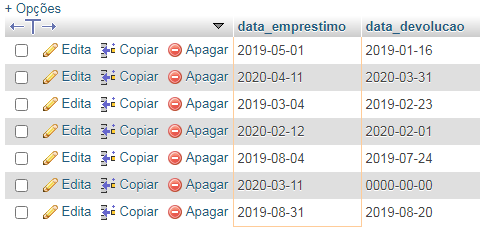 + Opções
data_emprestimo data_devolucao
Edita Copiar Apagar 2019-05-01 2019-01-16
Edita Copiar Apagar 2020-04-11 2020-03-31
Edita Copiar Apagar 2019-03-04 2019-02-23
Edita Copiar Apagar 2020-02-12 2020-02-01
Edita Copiar Apagar 2019-08-04 2019-07-24
Edita Copiar Apagar 2020-03-11 0000-00-00
Edita Copiar Apagar 2019-08-31 2019-08-20